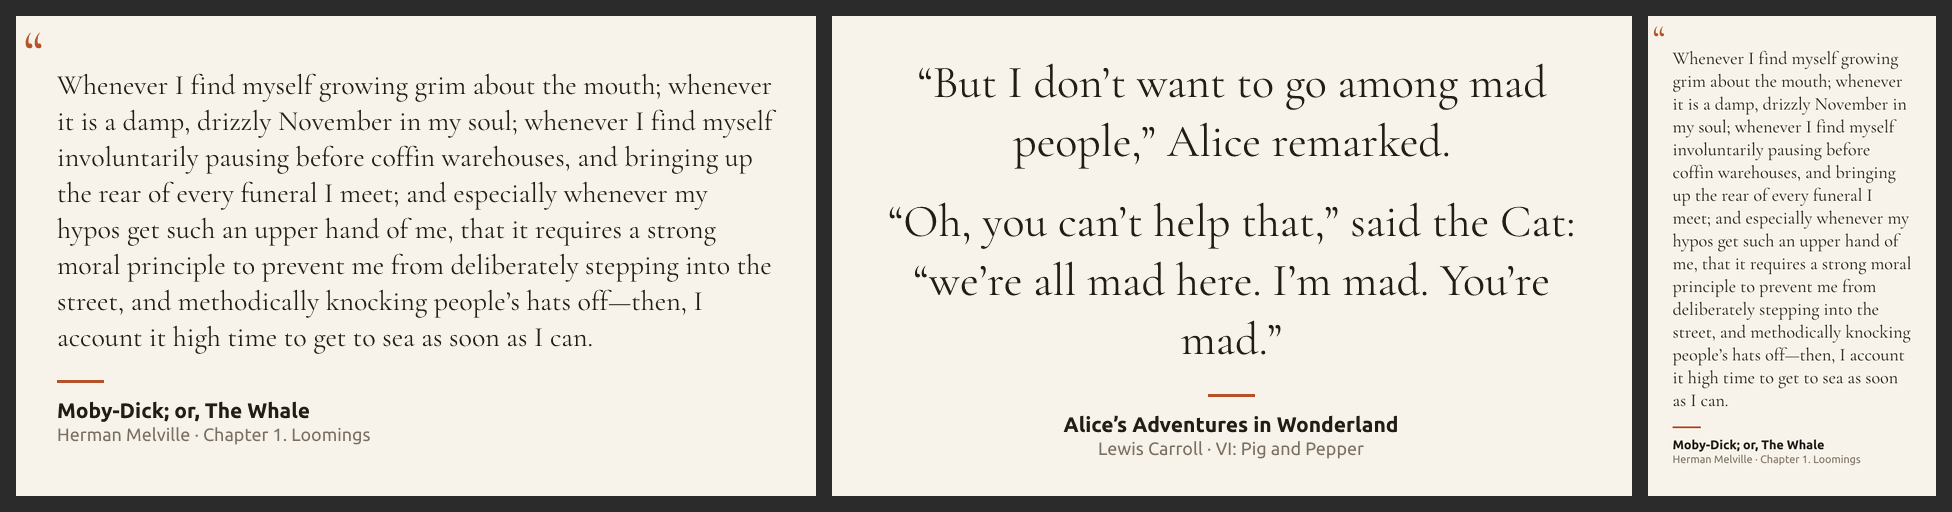 “
Whenever I find myself growing grim about the mouth; whenever
it is a damp, drizzly November in my soul; whenever I find myself
involuntarily pausing before coffin warehouses, and bringing up
the rear of every funeral I meet; and especially whenever my
hypos get such an upper hand of me, that it requires a strong
moral principle to prevent me from deliberately stepping into the
street, and methodically knocking people’s hats off—then, I
account it high time to get to sea as soon as I can.
Moby-Dick; or, The Whale
Herman Melville · Chapter 1. Loomings
“But I don’t want to go among mad
people,” Alice remarked.
“Oh, you can’t help that,” said the Cat:
“we’re all mad here. I’m mad. You’re
mad.”
Alice’s Adventures in Wonderland
Lewis Carroll · VI: Pig and Pepper
“
Whenever I find myself growing
grim about the mouth; whenever
it is a damp, drizzly November in
my soul; whenever I find myself
involuntarily pausing before
coffin warehouses, and bringing
up the rear of every funeral I
meet; and especially whenever my
hypos get such an upper hand of
me, that it requires a strong moral
principle to prevent me from
deliberately stepping into the
street, and methodically knocking
people’s hats off—then, I account
it high time to get to sea as soon
as I can.
Moby-Dick; or, The Whale
Herman Melville · Chapter 1. Loomings